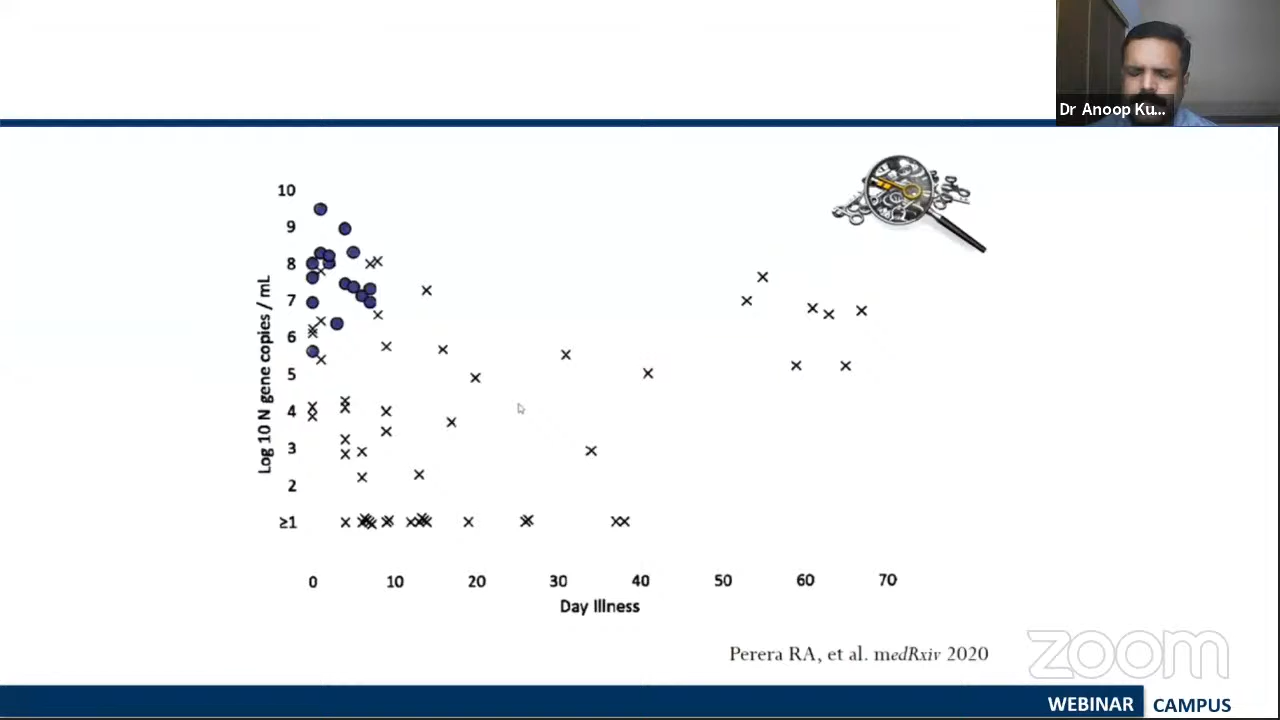 Dr Anoop Ku...
10
9
8
7
6
5
4
3
2
≥1
Log 10 N gene copies / mL
0 10 20 30 40 50 60 70
Day Illness
Perera RA, et al. medRxiv 2020
zoom
WEBINAR CAMPUS